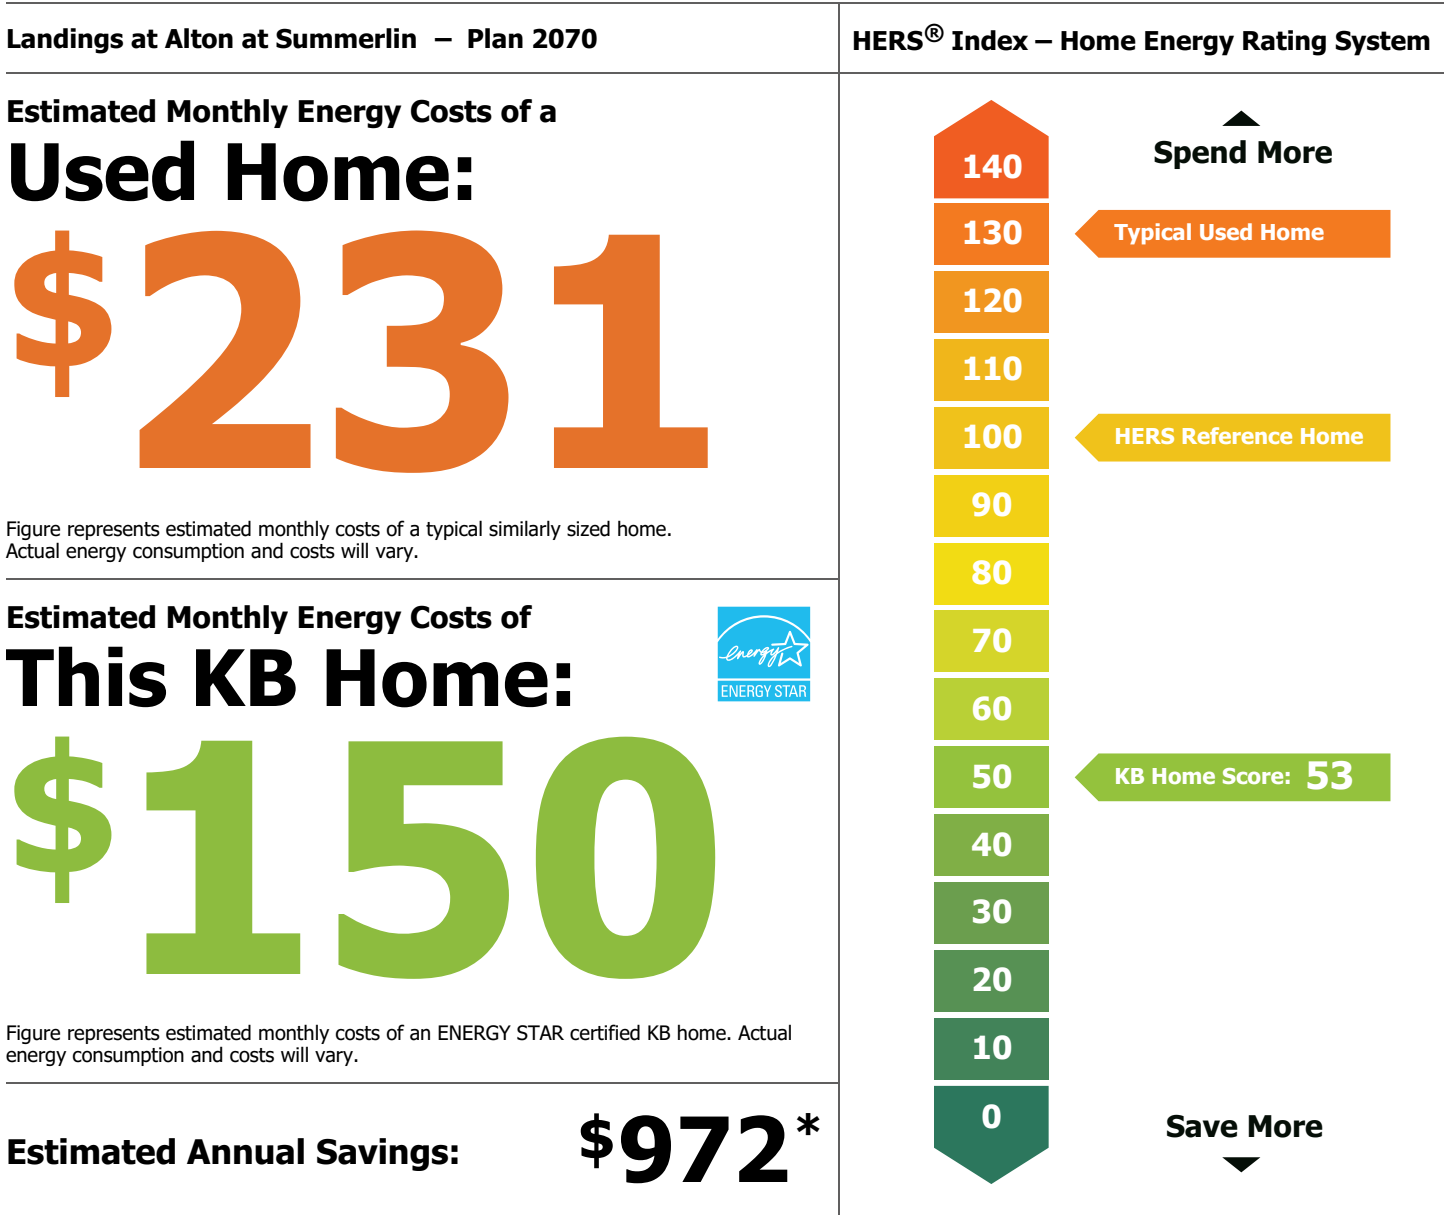 Landings at Alton at Summerlin – Plan 2070
Estimated Monthly Energy Costs of a
Used Home:
$231
Figure represents estimated monthly costs of a typical similarly sized home.
Actual energy consumption and costs will vary.
Estimated Monthly Energy Costs of
This KB Home:
energy
ENERGY STAR
$150
Figure represents estimated monthly costs of an ENERGY STAR certified KB home. Actual
energy consumption and costs will vary.
Estimated Annual Savings: $972*
HERS® Index – Home Energy Rating System
Spend More
140
130 Typical Used Home
120
110
100 HERS Reference Home
90
80
70
60
50 KB Home Score: 53
40
30
20
10
0
Save More